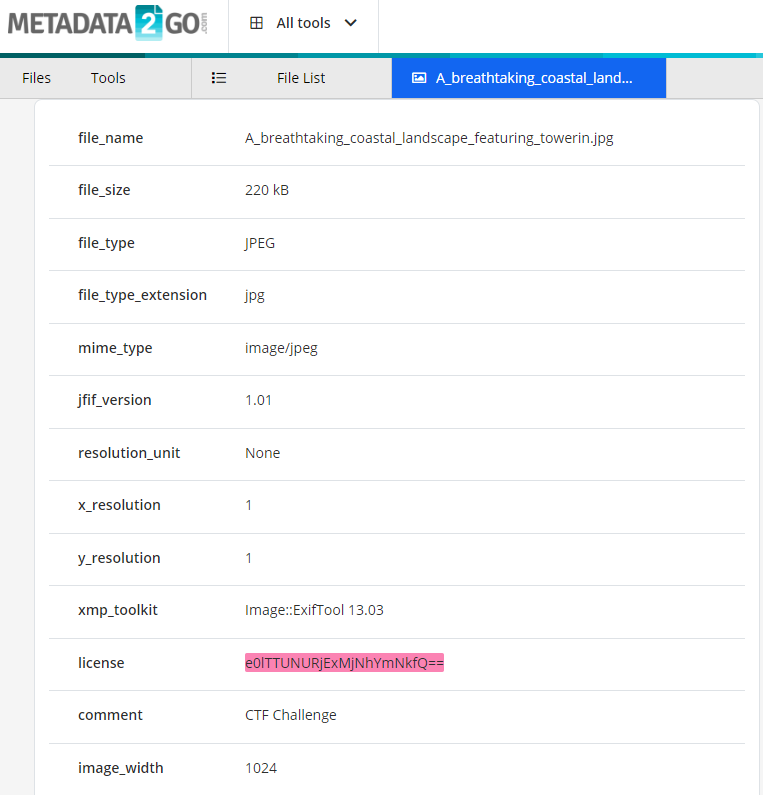 METADATA2GO.com
All tools
Files Tools File List A_breathtaking_coastal_land...
file_name A_breathtaking_coastal_landscape_featuring_towerin.jpg
file_size 220 kB
file_type JPEG
file_type_extension jpg
mime_type image/jpeg
jfif_version 1.01
resolution_unit None
x_resolution 1
y_resolution 1
xmp_toolkit Image::ExifTool 13.03
license e0lTTUNURjExMjNhYmNkfQ==
comment CTF Challenge
image_width 1024